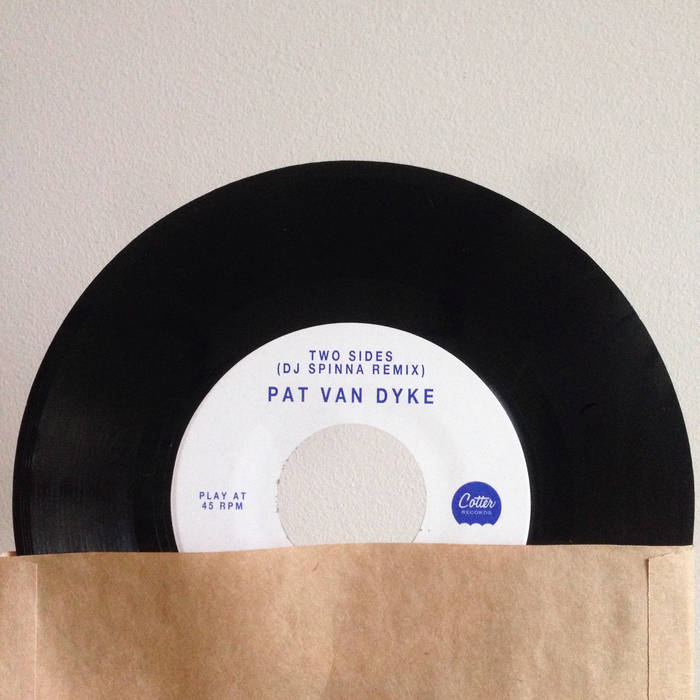 TWO SIDES
(DJ SPINNA REMIX)
PAT VAN DYKE
PLAY AT
45 RPM
Cotter
RECORDS